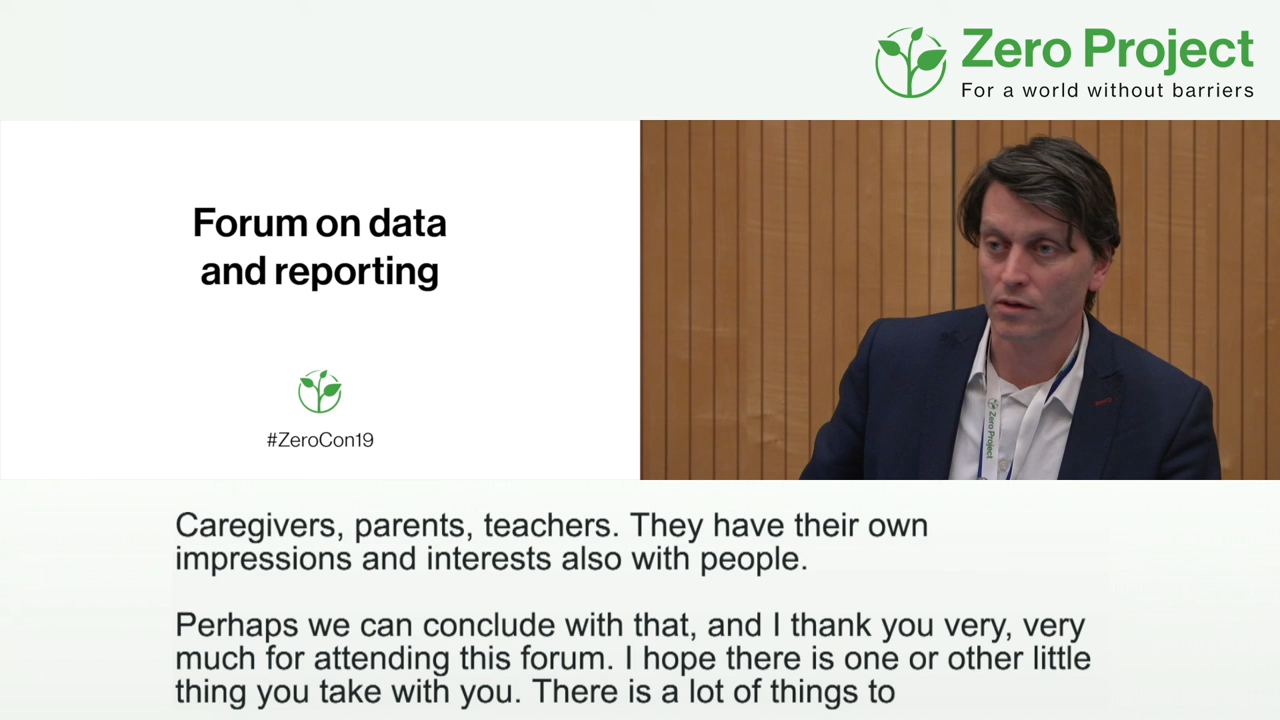 Zero Project
For a world without barriers
Forum on data
and reporting
#ZeroCon19
Zero Project
Caregivers, parents, teachers. They have their own
impressions and interests also with people.
Perhaps we can conclude with that, and I thank you very, very
much for attending this forum. I hope there is one or other little
thing you take with you. There is a lot of things to